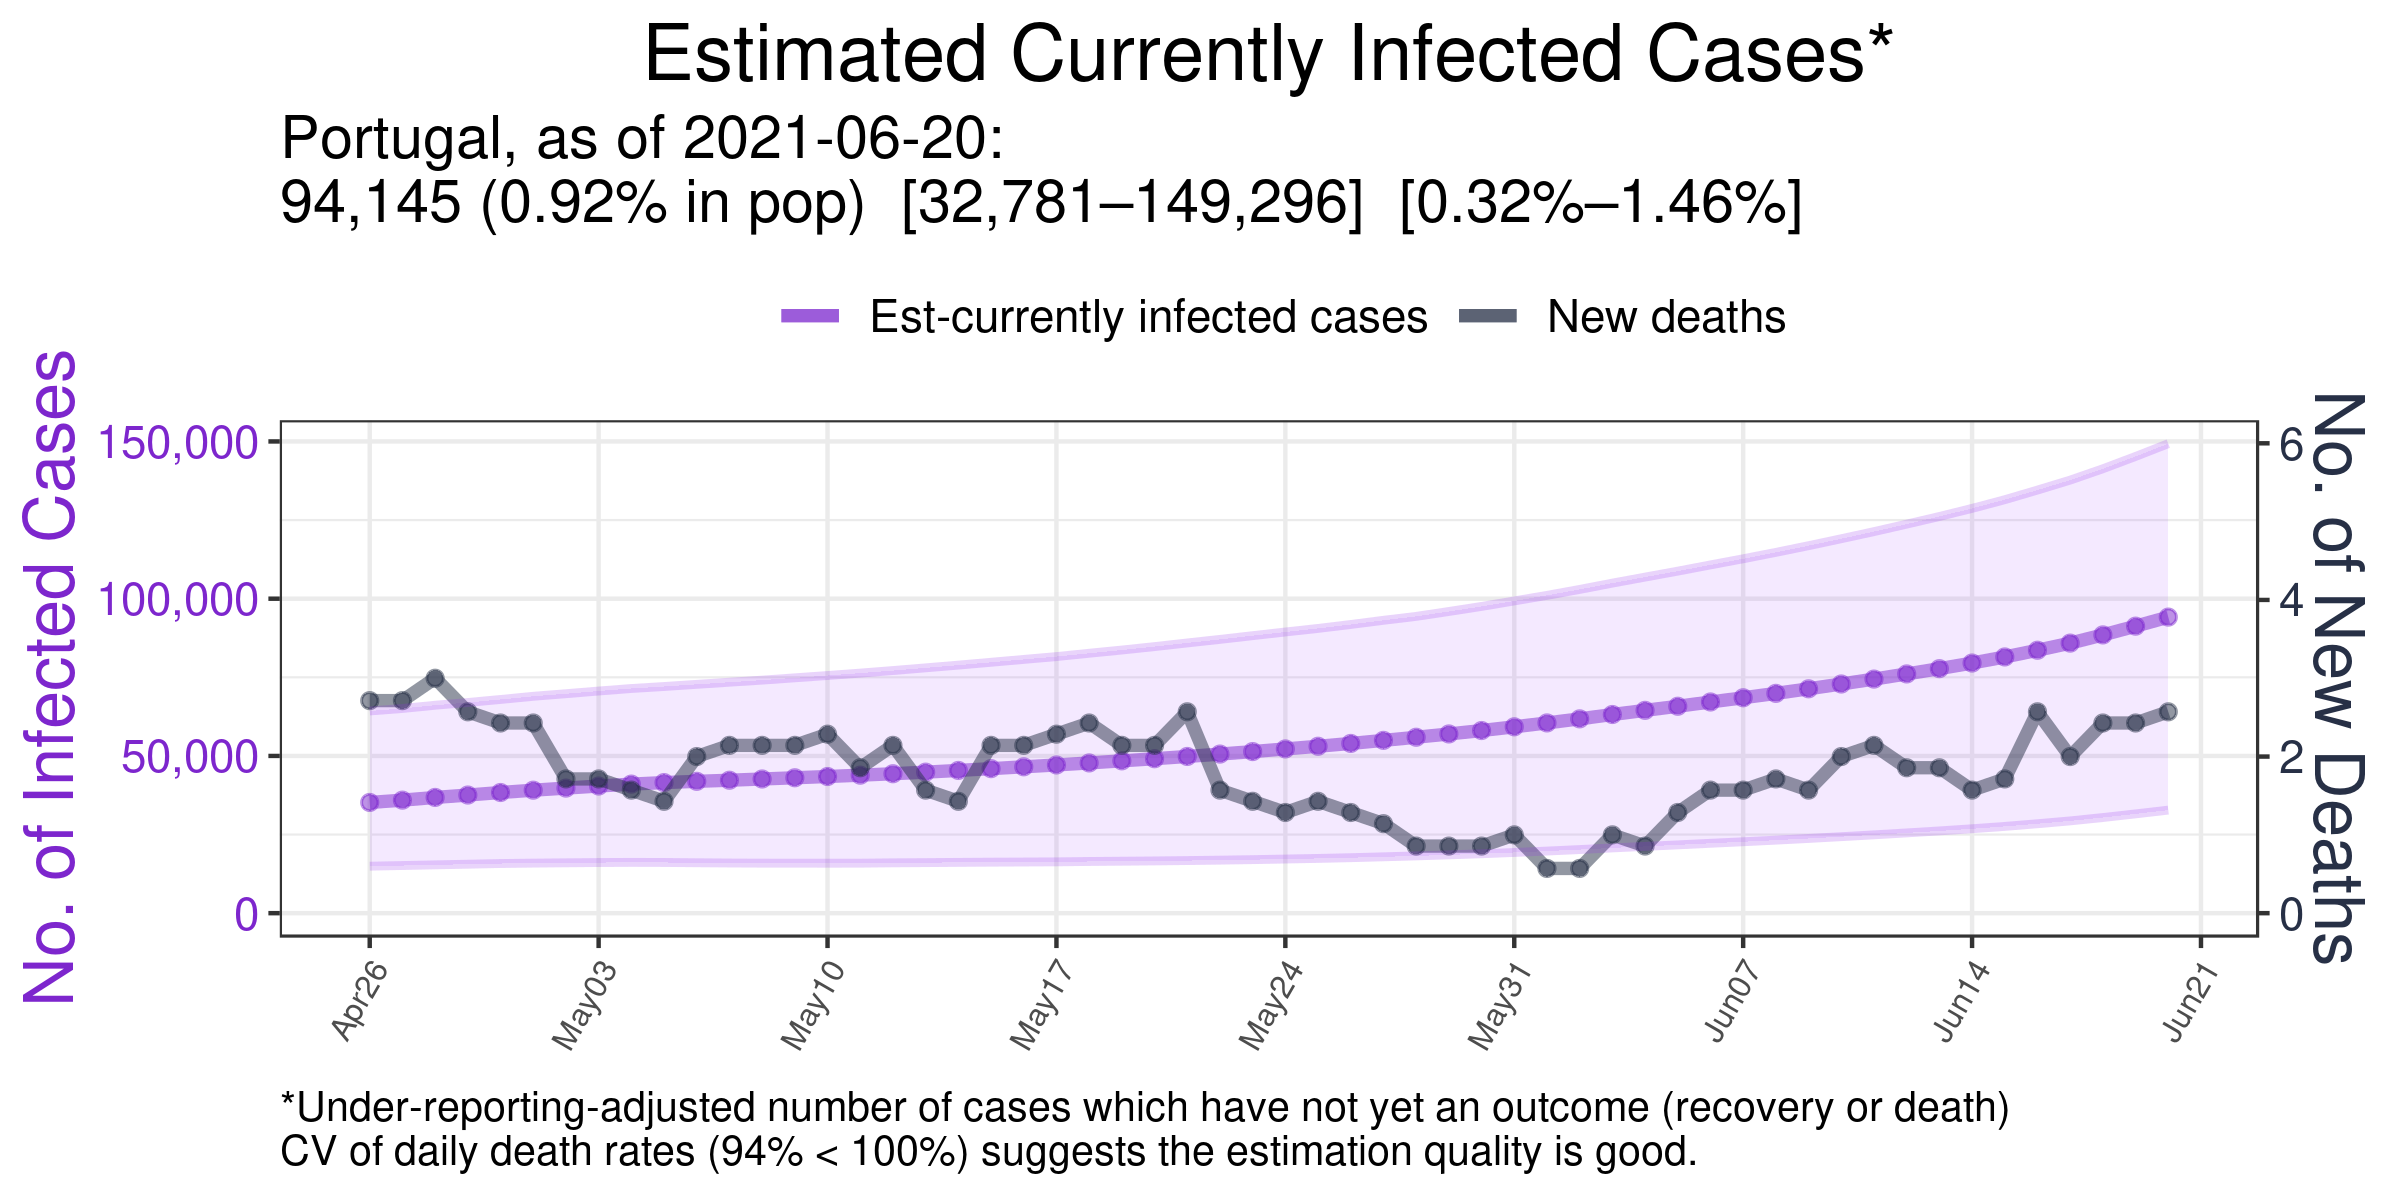 Estimated Currently Infected Cases*
Portugal, as of 2021-06-20:
94,145 (0.92% in pop)  [32,781–149,296]  [0.32%–1.46%]
Est-currently infected cases
New deaths
No. of Infected Cases
150,000
100,000
50,000
0
6
4
2
0
No. of New Deaths
Apr26
May03
May10
May17
May24
May31
Jun07
Jun14
Jun21
*Under-reporting-adjusted number of cases which have not yet an outcome (recovery or death)
CV of daily death rates (94% < 100%) suggests the estimation quality is good.